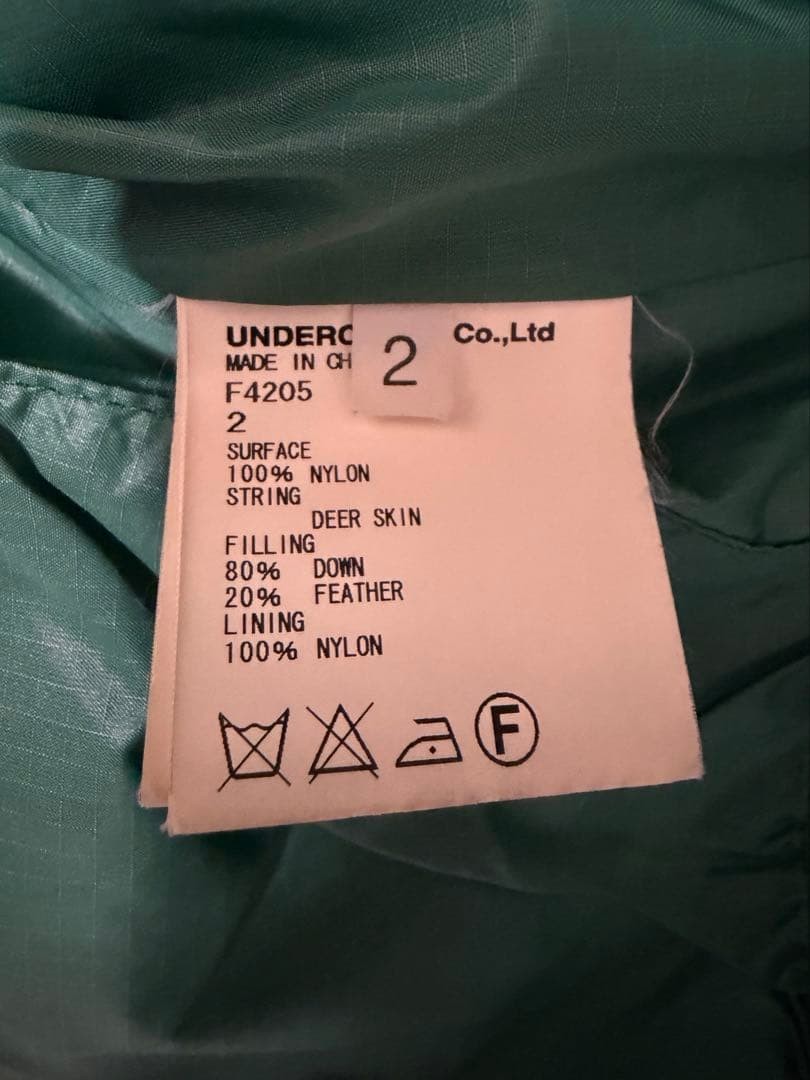 UNDERC Co.,Ltd
2
MADE IN CH
F4205
2
SURFACE
100% NYLON
STRING
DEER SKIN
FILLING
80% DOWN
20% FEATHER
LINING
100% NYLON
F